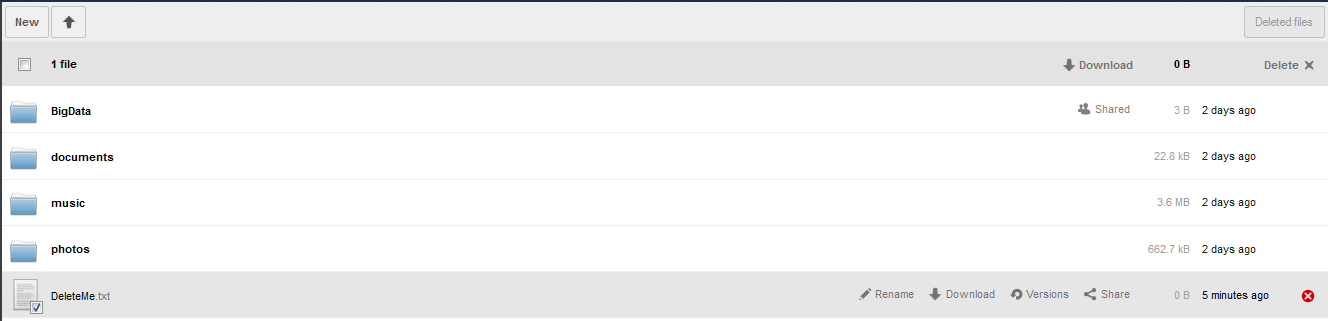 New Deleted files
1 file Download 0 B Delete
BigData Shared 3 B 2 days ago
documents 22.8 kB 2 days ago
music 3.6 MB 2 days ago
photos 662.7 kB 2 days ago
DeleteMe.txt Rename Download Versions Share 0 B 5 minutes ago